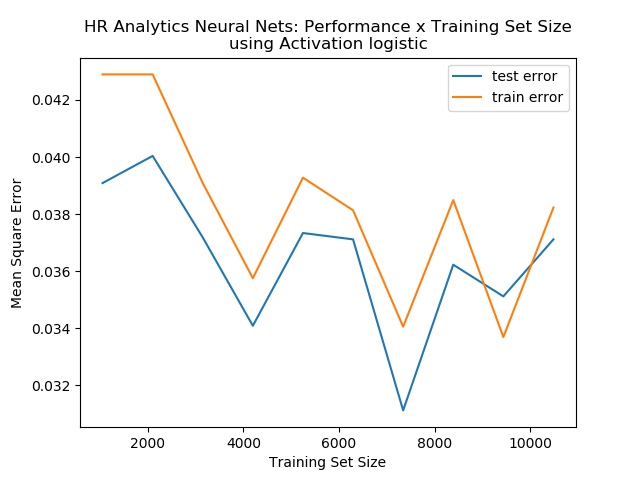 HR Analytics Neural Nets: Performance x Training Set Size
using Activation logistic
test error
train error
Mean Square Error
0.042
0.040
0.038
0.036
0.034
0.032
2000 4000 6000 8000 10000
Training Set Size